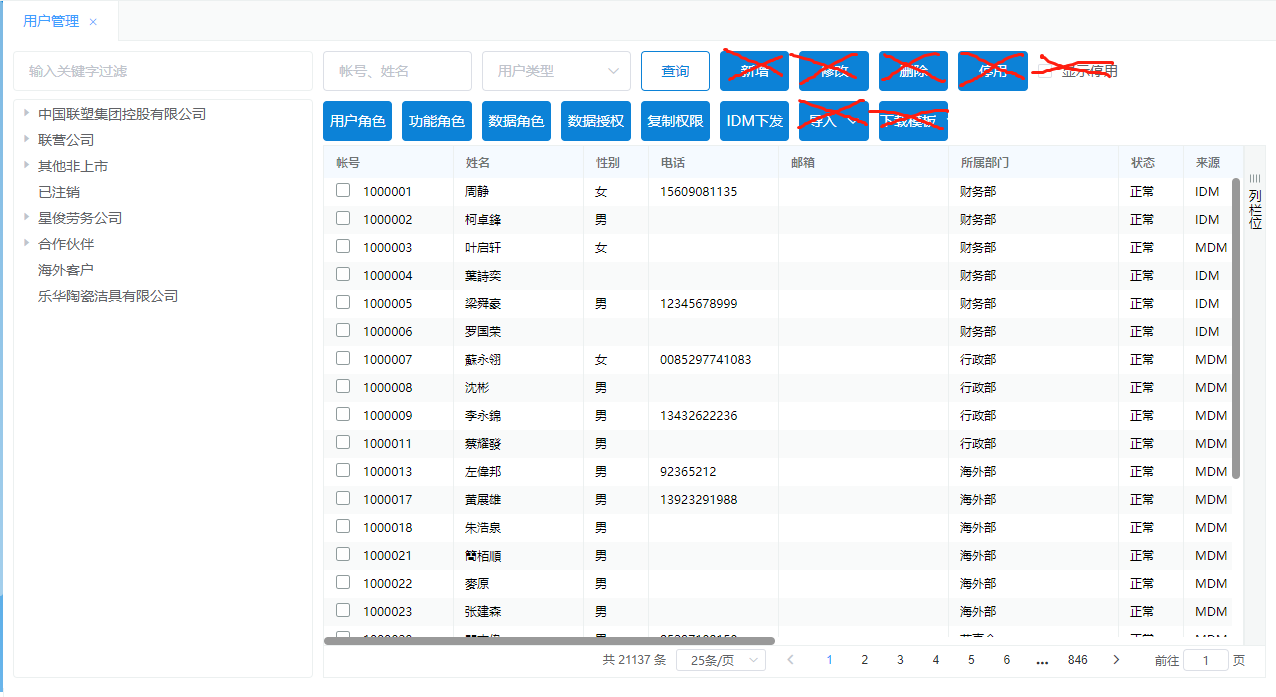 用户管理 ×
输入关键字过滤
中国联塑集团控股有限公司
联营公司
其他非上市
已注销
星俊劳务公司
合作伙伴
海外客户
乐华陶瓷洁具有限公司
帐号、姓名 用户类型 查询 新增 修改 删除 停用 显示停用
用户角色 功能角色 数据角色 数据授权 复制权限 IDM下发 导入 下载模板
帐号 姓名 性别 电话 邮箱 所属部门 状态 来源
1000001 周静 女 15609081135 财务部 正常 IDM
1000002 柯卓鋒 男 财务部 正常 IDM
1000003 叶启轩 女 财务部 正常 MDM
1000004 葉詩奕 财务部 正常 IDM
1000005 梁舜豪 男 12345678999 财务部 正常 IDM
1000006 罗国荣 财务部 正常 IDM
1000007 蘇永翎 女 0085297741083 行政部 正常 MDM
1000008 沈彬 男 行政部 正常 MDM
1000009 李永錦 男 13432622236 行政部 正常 MDM
1000011 蔡耀發 男 行政部 正常 MDM
1000013 左偉邦 男 92365212 海外部 正常 MDM
1000017 黄展雄 男 13923291988 海外部 正常 MDM
1000018 朱浩泉 男 海外部 正常 MDM
1000021 簡栢順 男 海外部 正常 MDM
1000022 麥原 男 海外部 正常 MDM
1000023 张建森 男 海外部 正常 MDM
列栏位
共 21137 条 25条/页 1 2 3 4 5 6 ... 846 前往 1 页